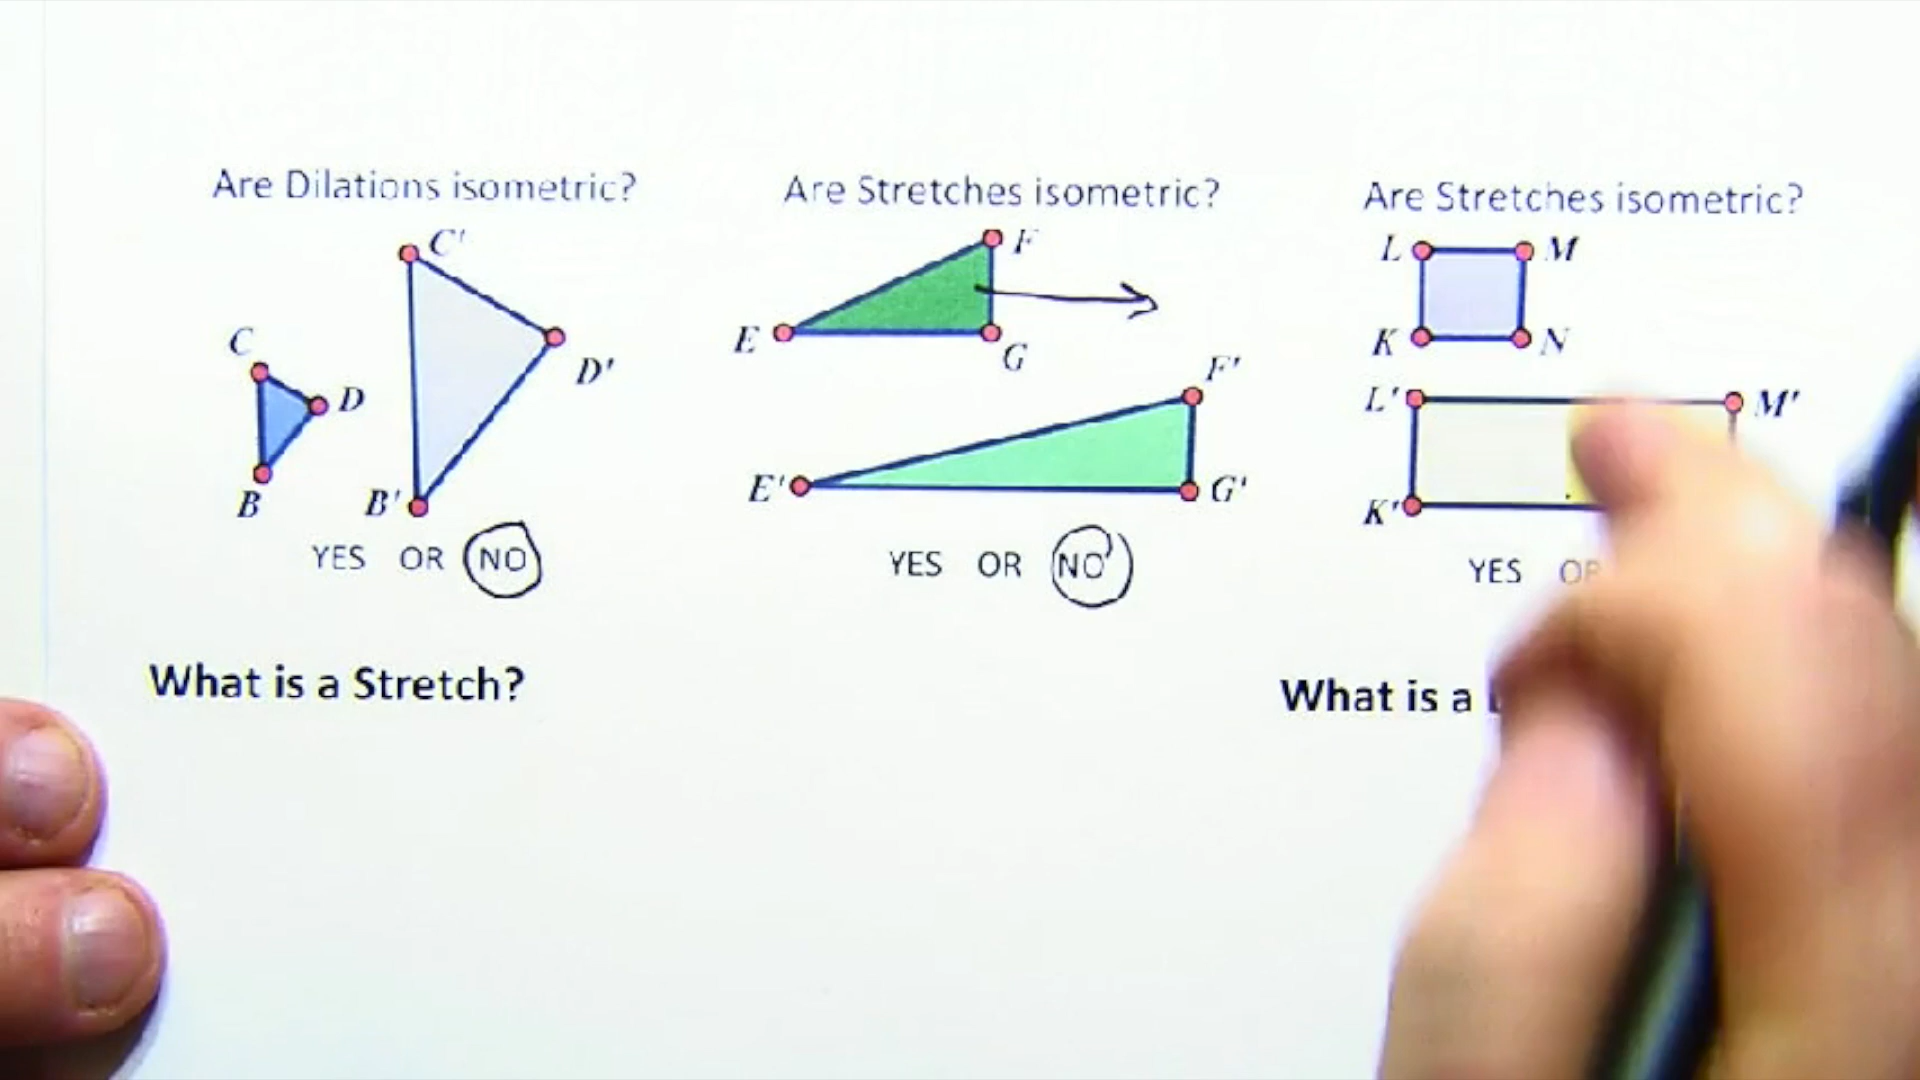 Are Dilations isometric?
C'
C
D
D'
B
B'
YES OR NO
Are Stretches isometric?
F
E
G
F'
E'
G'
YES OR NO
Are Stretches isometric?
L
M
K
N
L'
M'
K'
YES
What is a Stretch?
What is a